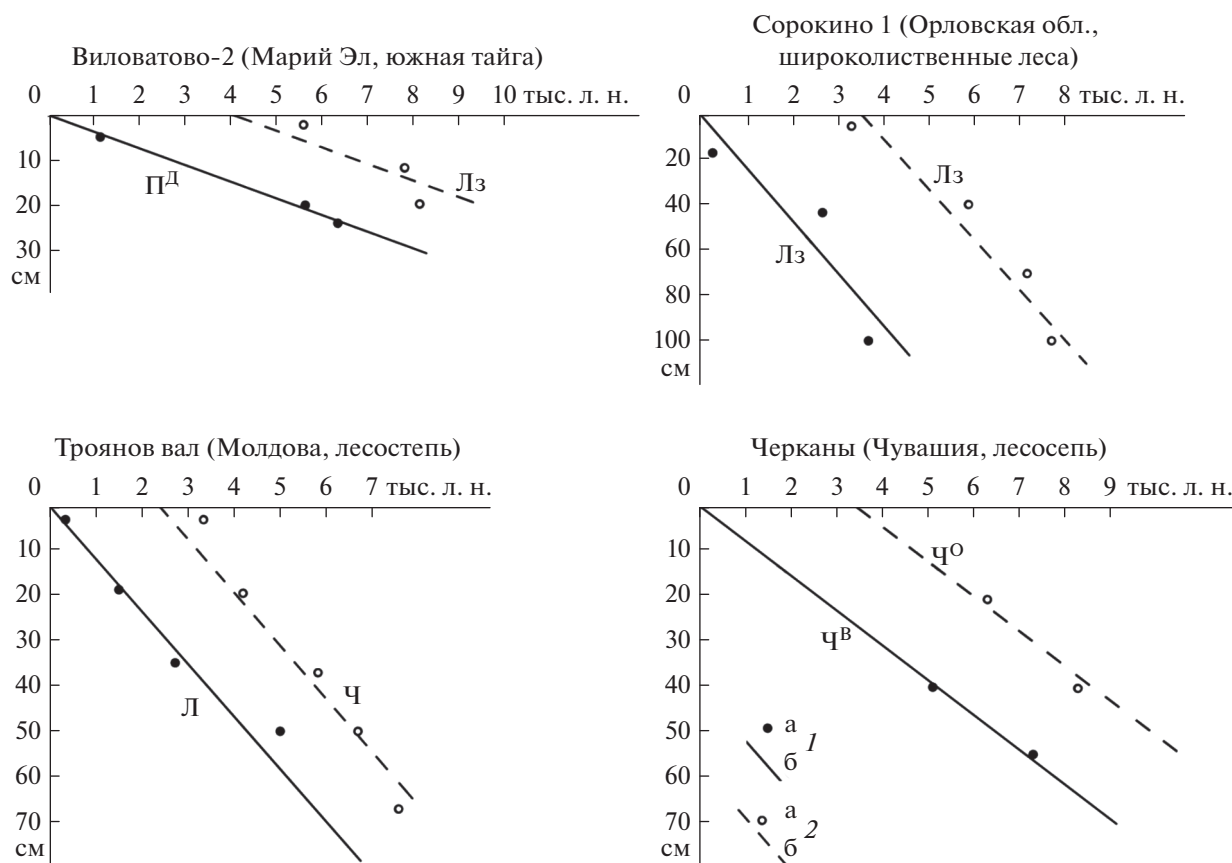 Виловатово-2 (Марий Эл, южная тайга)
0 1 2 3 4 5 6 7 8 9 10 тыс. л. н.
10
20
30
см
П^Д
Лз
Сорокино 1 (Орловская обл.,
широколиственные леса)
0 1 2 3 4 5 6 7 8 тыс. л. н.
20
40
60
80
100
см
Лз
Лз
Троянов вал (Молдова, лесостепь)
0 1 2 3 4 5 6 7 тыс. л. н.
10
20
30
40
50
60
70
см
Л
Ч
Черканы (Чувашия, лесосепь)
0 1 2 3 4 5 6 7 8 9 тыс. л. н.
10
20
30
40
50
60
70
см
Ч^О
Ч^В
а
б 1
а
б 2